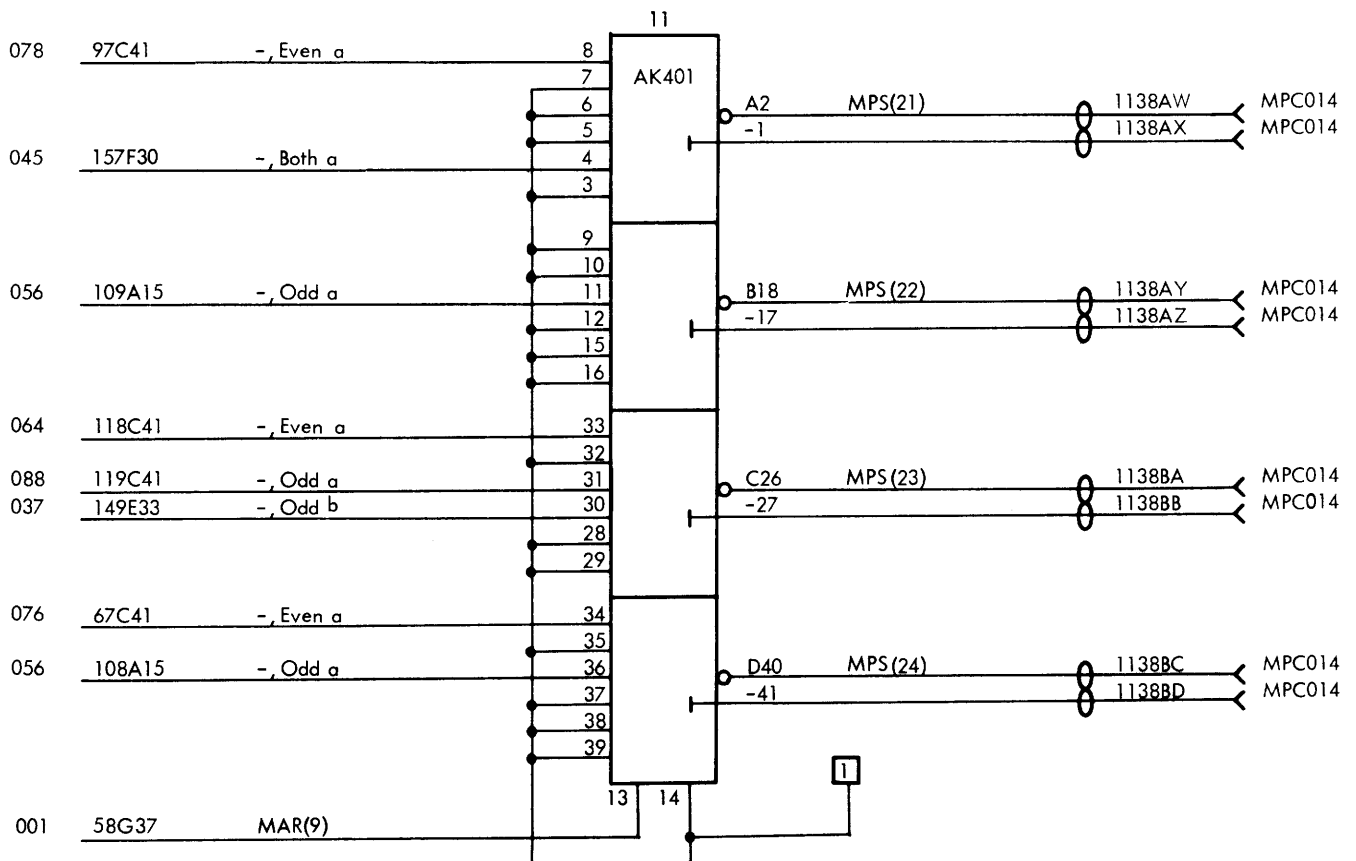 11
078 97C41 -, Even a 8
7 AK401
6 A2 MPS(21) 1138AW MPC014
5 -1 1138AX MPC014
045 157F30 -, Both a 4
3
9
10
056 109A15 -, Odd a 11 B18 MPS(22) 1138AY MPC014
12 -17 1138AZ MPC014
15
16
064 118C41 -, Even a 33
32
088 119C41 -, Odd a 31 C26 MPS(23) 1138BA MPC014
037 149E33 -, Odd b 30 -27 1138BB MPC014
28
29
076 67C41 -, Even a 34
35
056 108A15 -, Odd a 36 D40 MPS(24) 1138BC MPC014
37 -41 1138BD MPC014
38
39
1
13 14
001 58G37 MAR(9)